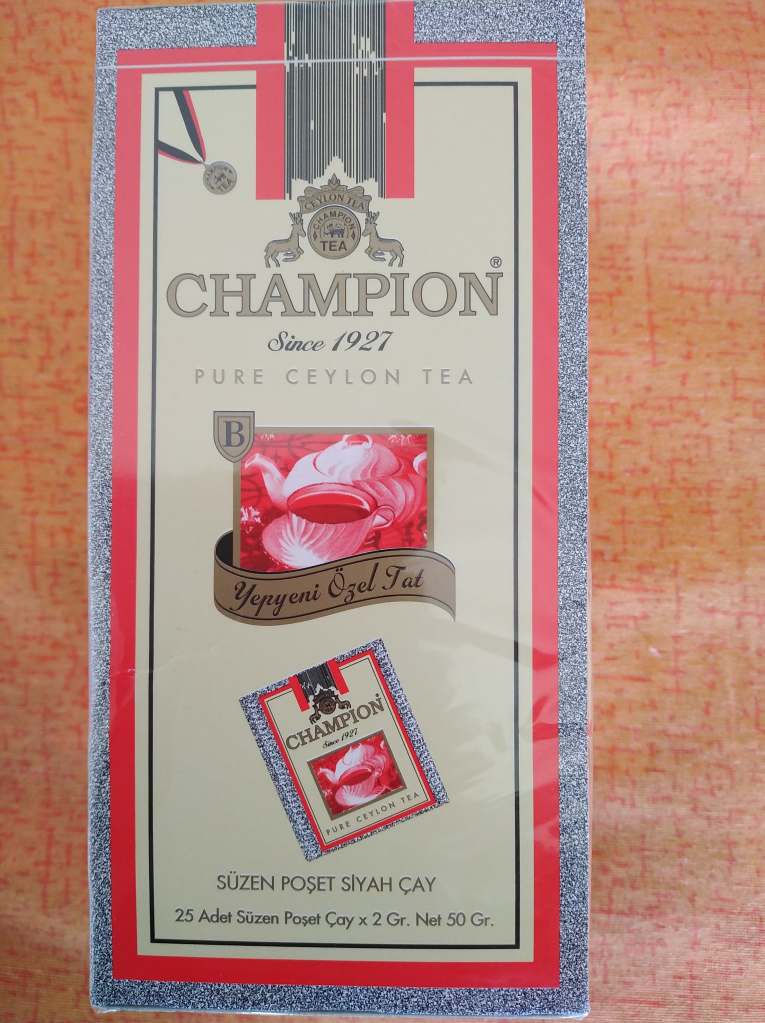 CEYLON TEA
CHAMPION
TEA
CHAMPION®
Since 1927
PURE CEYLON TEA
B
Yepyeni Özel Tat
CHAMPION
Since 1927
PURE CEYLON TEA
SÜZEN POŞET SİYAH ÇAY
25 Adet Süzen Poşet Çay x 2 Gr. Net 50 Gr.